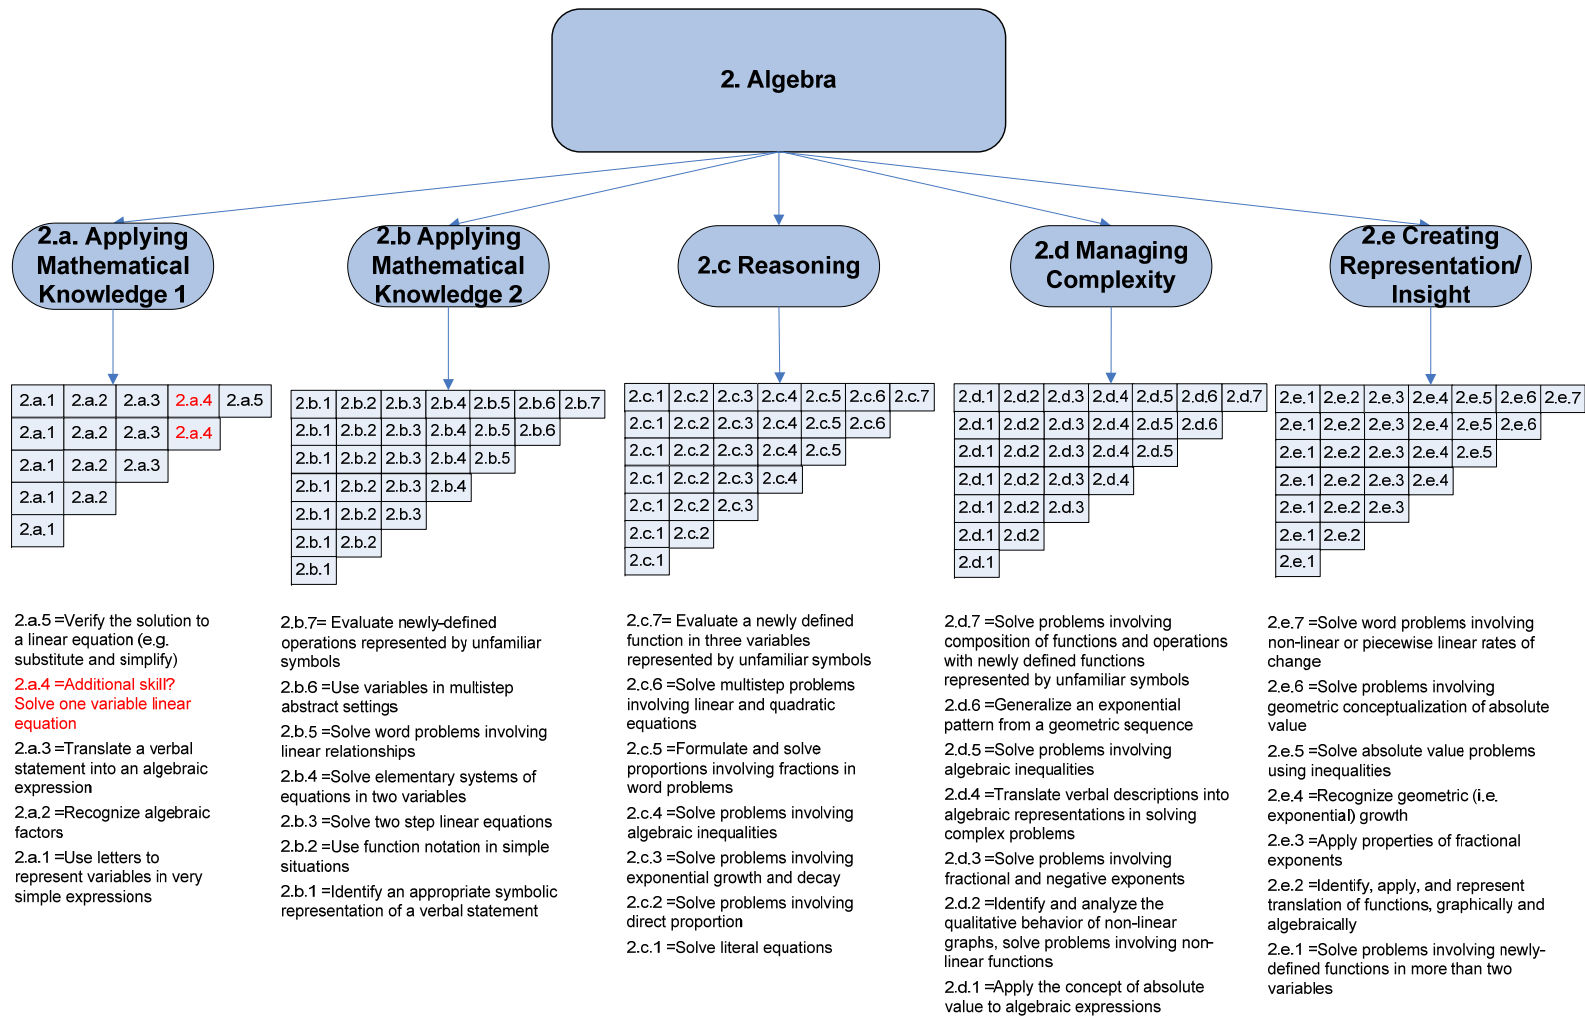 2. Algebra
2.a. Applying
Mathematical
Knowledge 1
2.b Applying
Mathematical
Knowledge 2
2.c Reasoning
2.d Managing
Complexity
2.e Creating
Representation/
Insight
2.a.1 2.a.2 2.a.3 2.a.4 2.a.5
2.a.1 2.a.2 2.a.3 2.a.4
2.a.1 2.a.2 2.a.3
2.a.1 2.a.2
2.a.1
2.b.1 2.b.2 2.b.3 2.b.4 2.b.5 2.b.6 2.b.7
2.b.1 2.b.2 2.b.3 2.b.4 2.b.5 2.b.6
2.b.1 2.b.2 2.b.3 2.b.4 2.b.5
2.b.1 2.b.2 2.b.3 2.b.4
2.b.1 2.b.2 2.b.3
2.b.1 2.b.2
2.b.1
2.c.1 2.c.2 2.c.3 2.c.4 2.c.5 2.c.6 2.c.7
2.c.1 2.c.2 2.c.3 2.c.4 2.c.5 2.c.6
2.c.1 2.c.2 2.c.3 2.c.4 2.c.5
2.c.1 2.c.2 2.c.3 2.c.4
2.c.1 2.c.2 2.c.3
2.c.1 2.c.2
2.c.1
2.d.1 2.d.2 2.d.3 2.d.4 2.d.5 2.d.6 2.d.7
2.d.1 2.d.2 2.d.3 2.d.4 2.d.5 2.d.6
2.d.1 2.d.2 2.d.3 2.d.4 2.d.5
2.d.1 2.d.2 2.d.3 2.d.4
2.d.1 2.d.2 2.d.3
2.d.1 2.d.2
2.d.1
2.e.1 2.e.2 2.e.3 2.e.4 2.e.5 2.e.6 2.e.7
2.e.1 2.e.2 2.e.3 2.e.4 2.e.5 2.e.6
2.e.1 2.e.2 2.e.3 2.e.4 2.e.5
2.e.1 2.e.2 2.e.3 2.e.4
2.e.1 2.e.2 2.e.3
2.e.1 2.e.2
2.e.1
2.a.5 =Verify the solution to
a linear equation (e.g.
substitute and simplify)
2.a.4 =Additional skill?
Solve one variable linear
equation
2.a.3 =Translate a verbal
statement into an algebraic
expression
2.a.2 =Recognize algebraic
factors
2.a.1 =Use letters to
represent variables in very
simple expressions
2.b.7= Evaluate newly-defined
operations represented by unfamiliar
symbols
2.b.6 =Use variables in multistep
abstract settings
2.b.5 =Solve word problems involving
linear relationships
2.b.4 =Solve elementary systems of
equations in two variables
2.b.3 =Solve two step linear equations
2.b.2 =Use function notation in simple
situations
2.b.1 =Identify an appropriate symbolic
representation of a verbal statement
2.c.7= Evaluate a newly defined
function in three variables
represented by unfamiliar symbols
2.c.6 =Solve multistep problems
involving linear and quadratic
equations
2.c.5 =Formulate and solve
proportions involving fractions in
word problems
2.c.4 =Solve problems involving
algebraic inequalities
2.c.3 =Solve problems involving
exponential growth and decay
2.c.2 =Solve problems involving
direct proportion
2.c.1 =Solve literal equations
2.d.7 =Solve problems involving
composition of functions and operations
with newly defined functions
represented by unfamiliar symbols
2.d.6 =Generalize an exponential
pattern from a geometric sequence
2.d.5 =Solve problems involving
algebraic inequalities
2.d.4 =Translate verbal descriptions into
algebraic representations in solving
complex problems
2.d.3 =Solve problems involving
fractional and negative exponents
2.d.2 =Identify and analyze the
qualitative behavior of non-linear
graphs, solve problems involving non-
linear functions
2.d.1 =Apply the concept of absolute
value to algebraic expressions
2.e.7 =Solve word problems involving
non-linear or piecewise linear rates of
change
2.e.6 =Solve problems involving
geometric conceptualization of absolute
value
2.e.5 =Solve absolute value problems
using inequalities
2.e.4 =Recognize geometric (i.e.
exponential) growth
2.e.3 =Apply properties of fractional
exponents
2.e.2 =Identify, apply, and represent
translation of functions, graphically and
algebraically
2.e.1 =Solve problems involving newly-
defined functions in more than two
variables